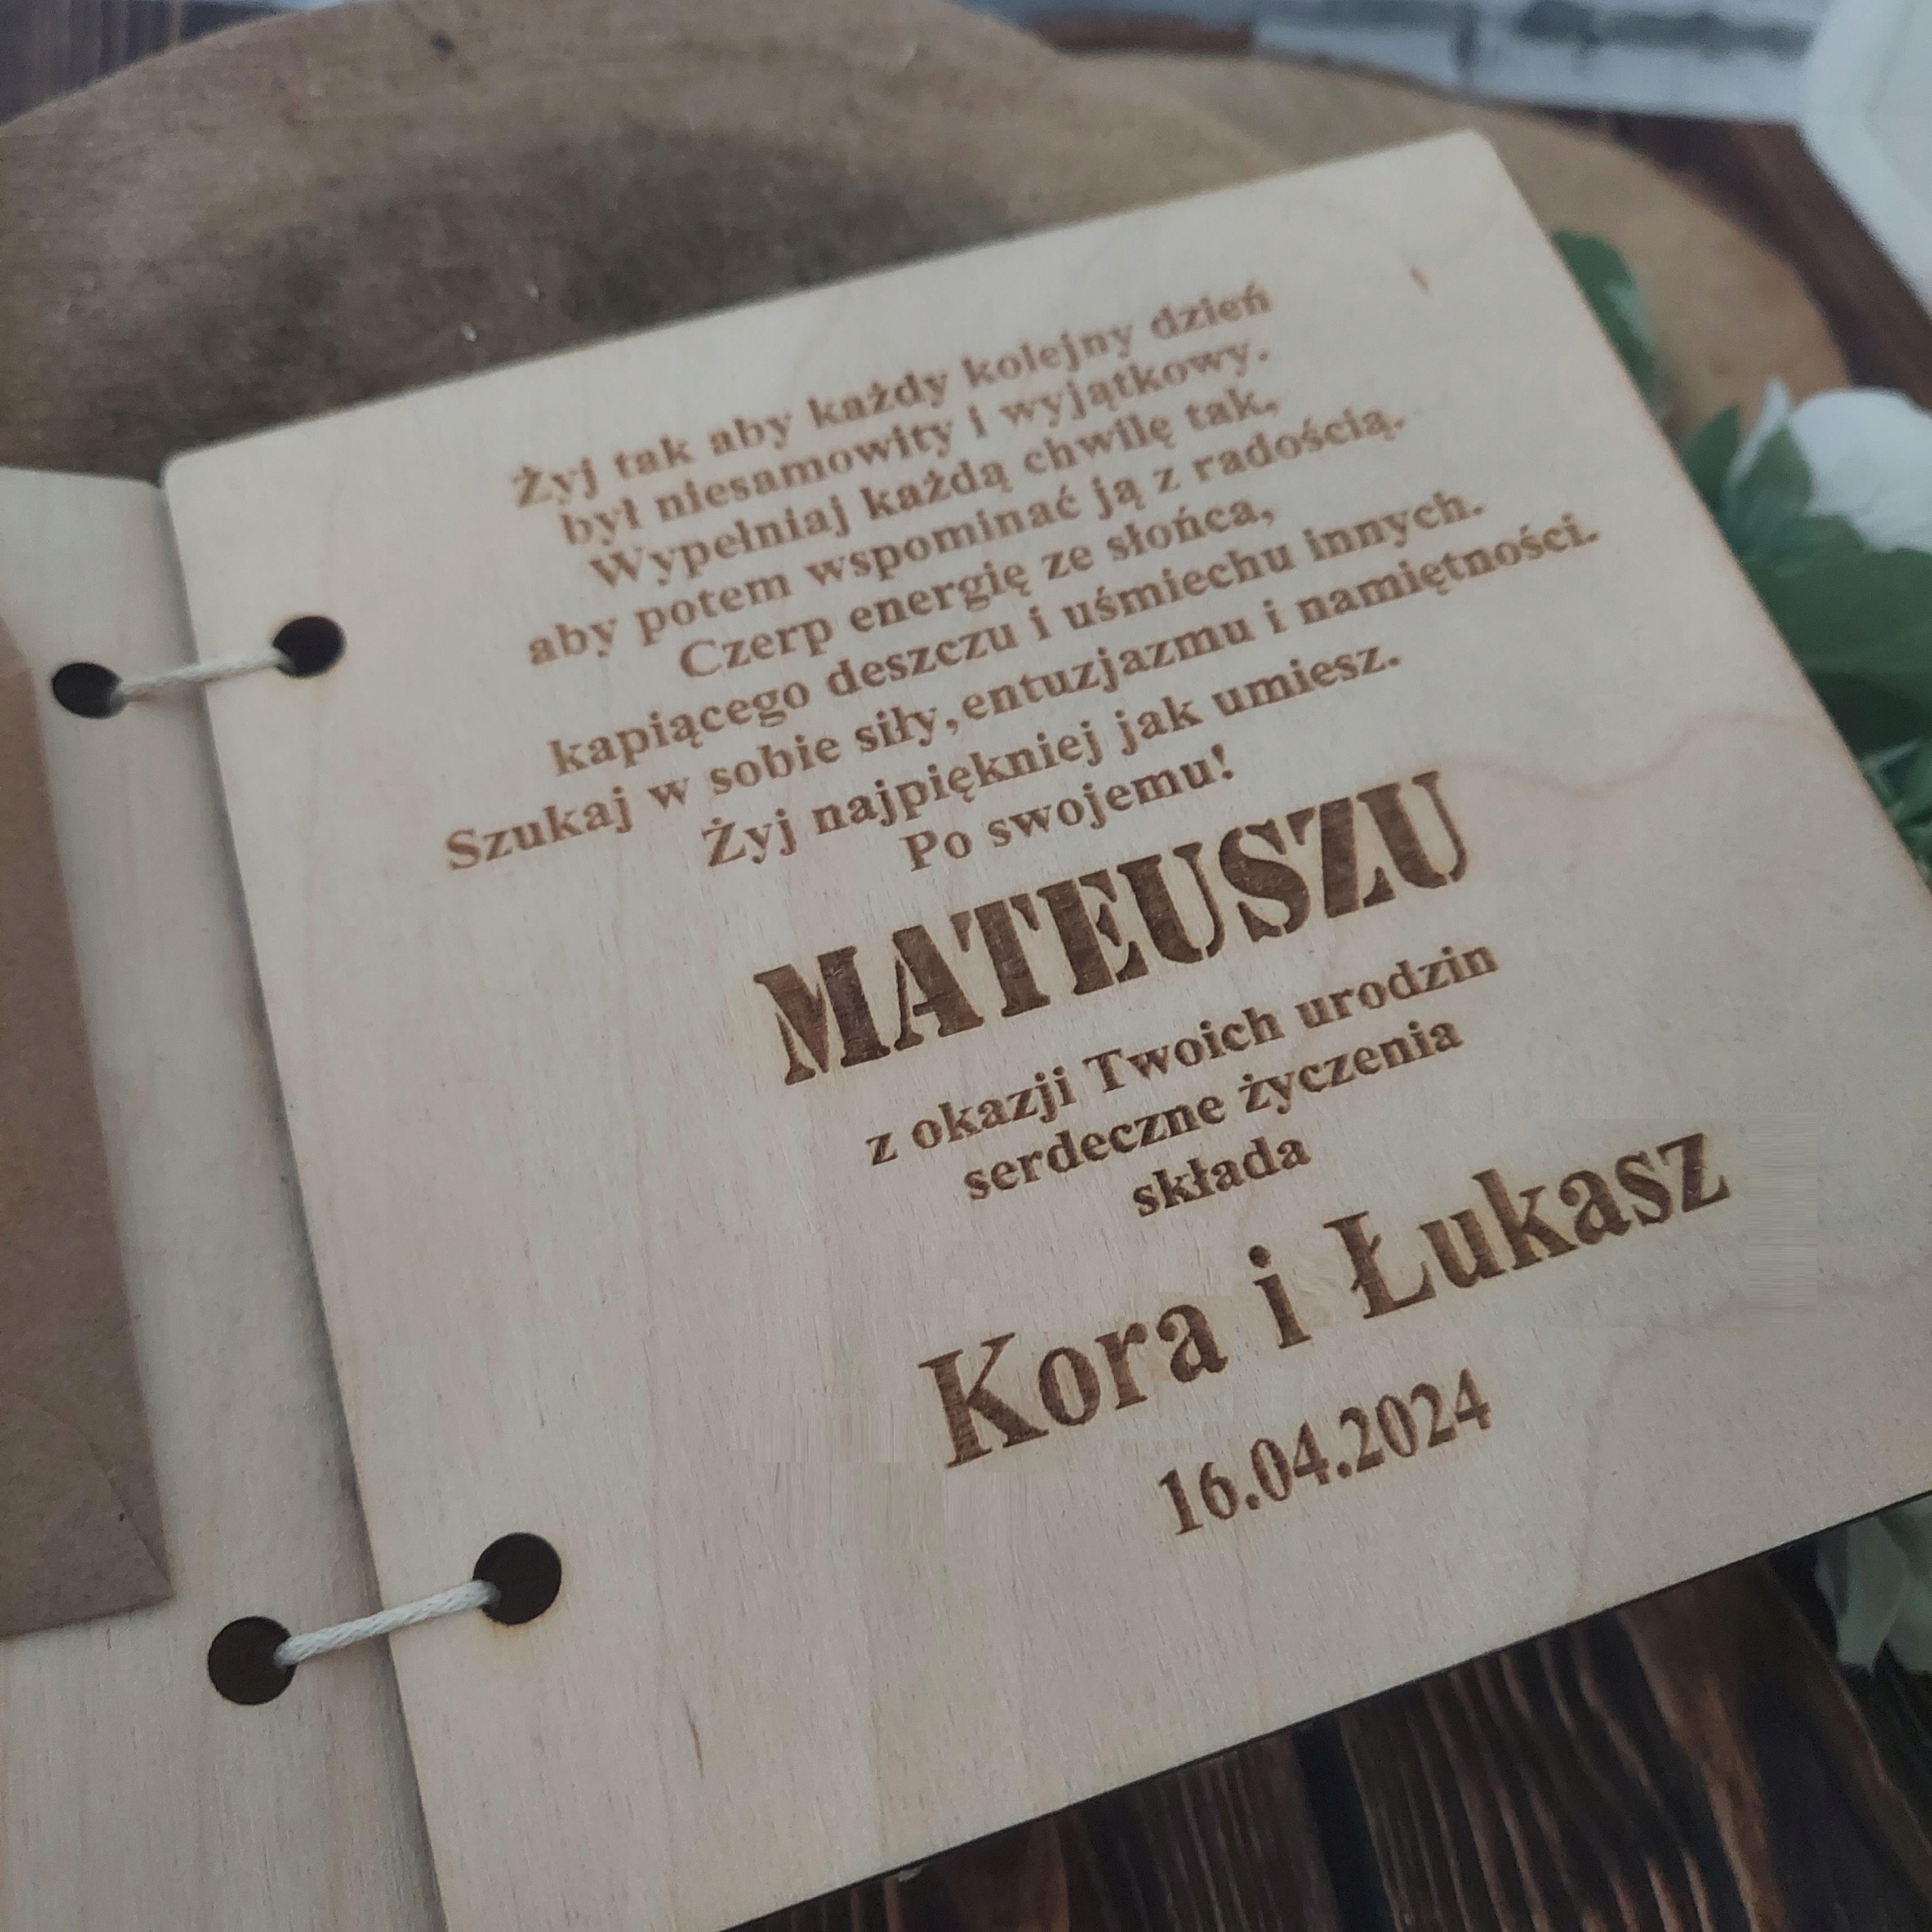 Żyj tak aby każdy kolejny dzień
był niesamowity i wyjątkowy.
Wypełniaj każdą chwilę tak,
aby potem wspominać ją z radością.
Czerp energię ze słońca,
kapiącego deszczu i uśmiechu innych.
Szukaj w sobie siły,entuzjazmu i namiętności.
Żyj najpiękniej jak umiesz.
Po swojemu!
MATEUSZU
z okazji Twoich urodzin
serdeczne życzenia
składa
Kora i Łukasz
16.04.2024